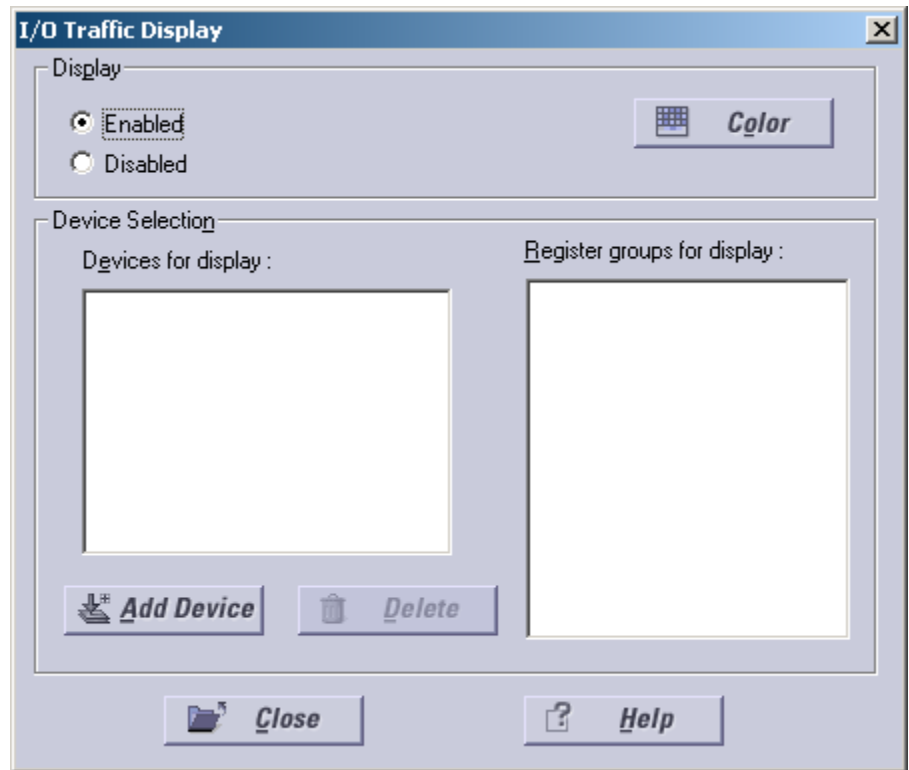 I/O Traffic Display
Display
Enabled
Color
Disabled
Device Selection
Devices for display :
Register groups for display :
Add Device
Delete
Close
Help